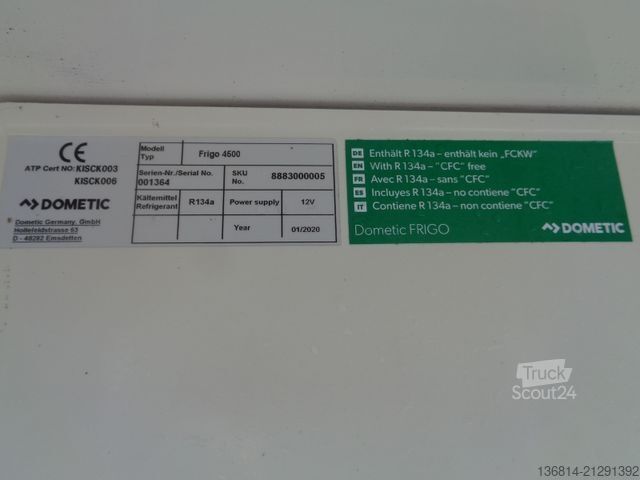 CE
ATP Cert NO: KISCK003
KISCK006
DOMETIC
Dometic Germany, GmbH
Hollefeldstrasse 63
D - 48282 Emsdetten
Modell
Typ
Frigo 4500
Serien-Nr./Serial No.
001364
SKU
No.
8883000005
Kältemittel
Refrigerant
R134a
Power supply
12V
Year
01/2020
DE Enthält R 134a – enthält kein „FCKW"
EN With R 134a – "CFC" free
FR Avec R 134a – sans "CFC"
ES Incluyes R 134a – no contiene "CFC"
IT Contiene R 134a – non contiene "CFC"
Dometic FRIGO
DOMETIC
Truck
Scout24
136814-21291392